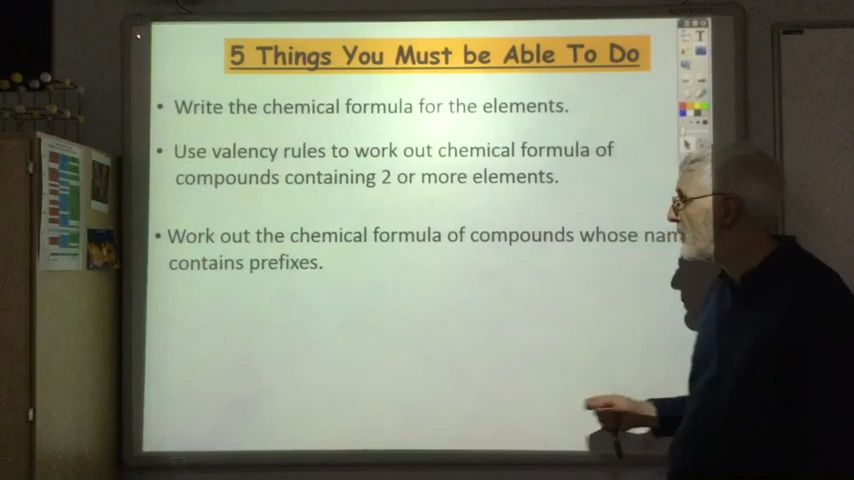 5 Things You Must be Able To Do
• Write the chemical formula for the elements.
• Use valency rules to work out chemical formula of
compounds containing 2 or more elements.
• Work out the chemical formula of compounds whose nam
contains prefixes.
T